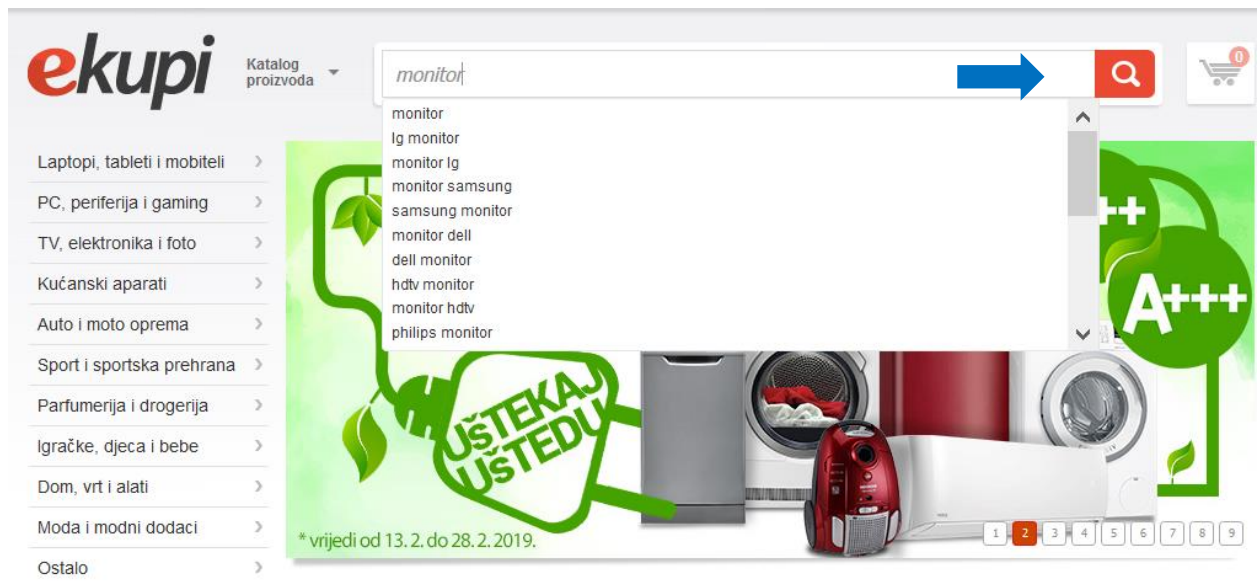 ekupi
Katalog
proizvoda
monitor
0
monitor
lg monitor
monitor lg
monitor samsung
samsung monitor
monitor dell
dell monitor
hdtv monitor
monitor hdtv
philips monitor
Laptopi, tableti i mobiteli
PC, periferija i gaming
TV, elektronika i foto
Kućanski aparati
Auto i moto oprema
Sport i sportska prehrana
Parfumerija i drogerija
Igračke, djeca i bebe
Dom, vrt i alati
Moda i modni dodaci
Ostalo
++
A+++
UŠTEKAJ
UŠTEDU
* vrijedi od 13. 2. do 28. 2. 2019.
1 2 3 4 5 6 7 8 9